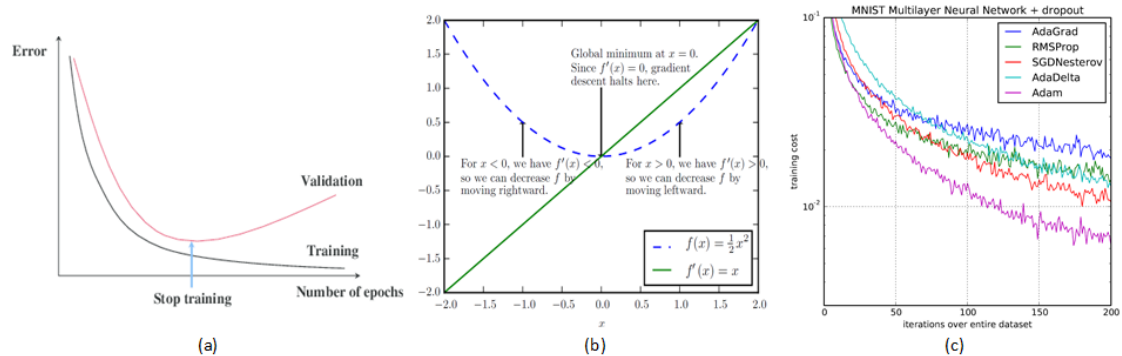 Error
Validation
Training
Stop training
Number of epochs
(a)
2.0
1.5
1.0
0.5
0.0
−0.5
−1.0
−1.5
−2.0
−2.0
−1.5
−1.0
−0.5
0.0
0.5
1.0
1.5
2.0
x
Global minimum at x = 0.
Since f′(x) = 0, gradient
descent halts here.
For x < 0, we have f′(x) < 0,
so we can decrease f by
moving rightward.
For x > 0, we have f′(x) > 0,
so we can decrease f by
moving leftward.
f(x) = ½x²
f′(x) = x
(b)
MNIST Multilayer Neural Network + dropout
AdaGrad
RMSProp
SGDNesterov
AdaDelta
Adam
10⁻¹
10⁻²
training cost
0
50
100
150
200
iterations over entire dataset
(c)